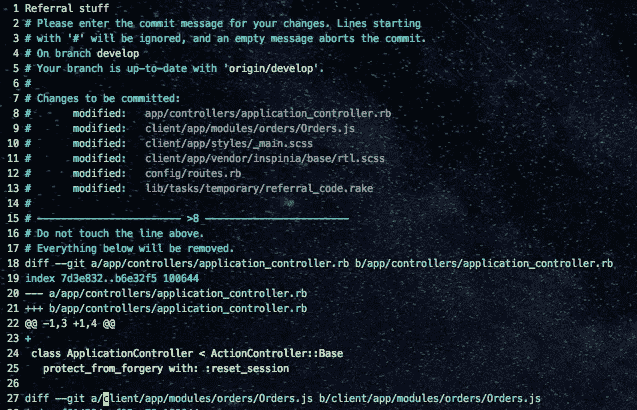 1 Referral stuff
2 # Please enter the commit message for your changes. Lines starting
3 # with '#' will be ignored, and an empty message aborts the commit.
4 # On branch develop
5 # Your branch is up-to-date with 'origin/develop'.
6 #
7 # Changes to be committed:
8 #       modified:   app/controllers/application_controller.rb
9 #       modified:   client/app/modules/orders/Orders.js
10 #       modified:   client/app/styles/_main.scss
11 #       modified:   client/app/vendor/inspinia/base/rtl.scss
12 #       modified:   config/routes.rb
13 #       modified:   lib/tasks/temporary/referral_code.rake
14 #
15 # ------------------------ >8 ------------------------
16 # Do not touch the line above.
17 # Everything below will be removed.
18 diff --git a/app/controllers/application_controller.rb b/app/controllers/application_controller.rb
19 index 7d3e832..b6e32f5 100644
20 --- a/app/controllers/application_controller.rb
21 +++ b/app/controllers/application_controller.rb
22 @@ -1,3 +1,4 @@
23 +
24  class ApplicationController < ActionController::Base
25    protect_from_forgery with: :reset_session
26
27 diff --git a/client/app/modules/orders/Orders.js b/client/app/modules/orders/Orders.js